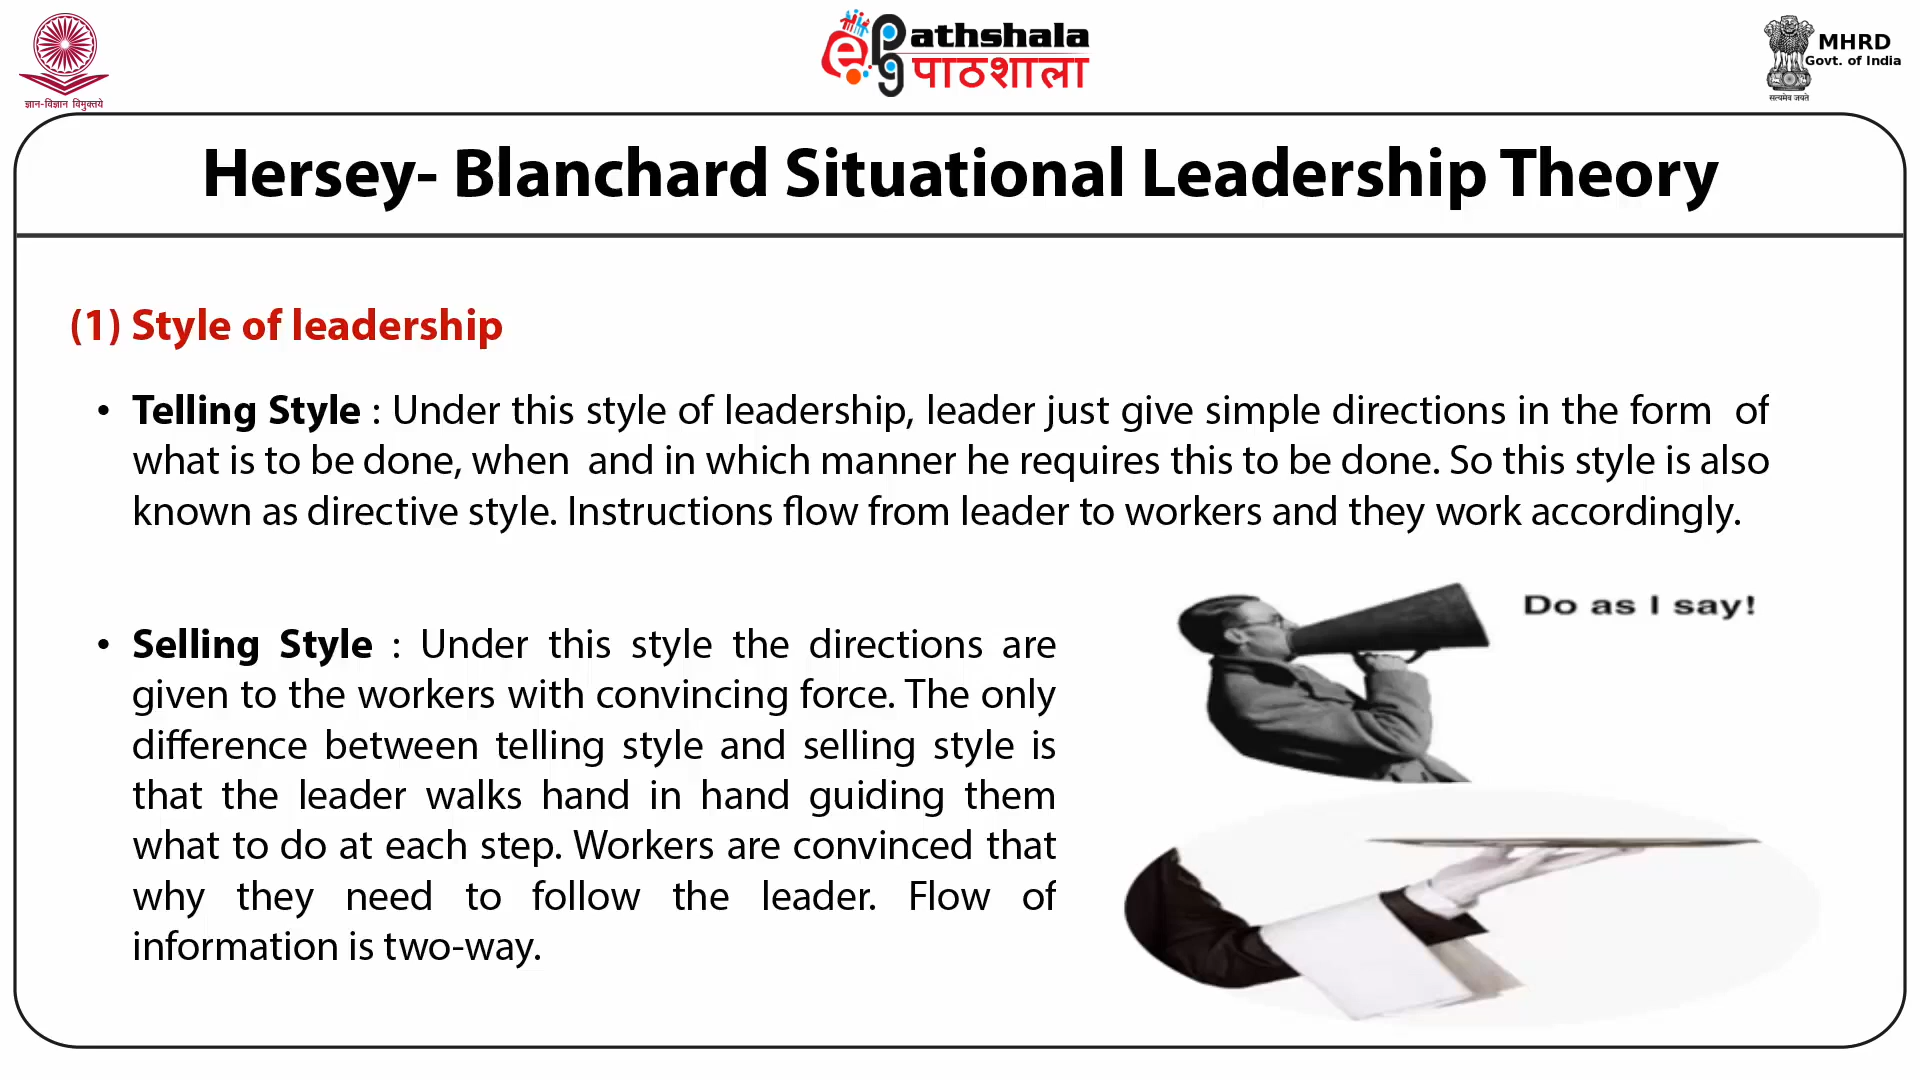 ज्ञान-विज्ञान विमुक्तये
ePathshala
पाठशाला
MHRD
Govt. of India
सत्यमेव जयते
Hersey- Blanchard Situational Leadership Theory
(1) Style of leadership
• Telling Style : Under this style of leadership, leader just give simple directions in the form of
what is to be done, when and in which manner he requires this to be done. So this style is also
known as directive style. Instructions flow from leader to workers and they work accordingly.
Do as I say!
• Selling Style : Under this style the directions are
given to the workers with convincing force. The only
difference between telling style and selling style is
that the leader walks hand in hand guiding them
what to do at each step. Workers are convinced that
why they need to follow the leader. Flow of
information is two-way.